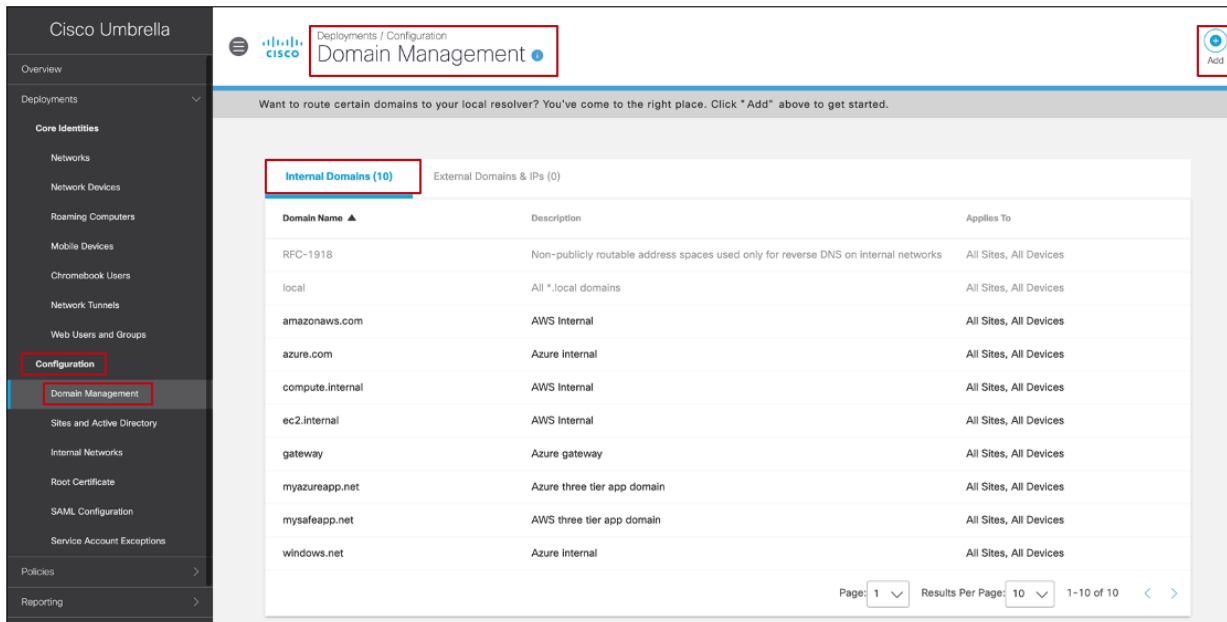 Cisco Umbrella
Overview
Deployments
Core Identities
Networks
Network Devices
Roaming Computers
Mobile Devices
Chromebook Users
Network Tunnels
Web Users and Groups
Configuration
Domain Management
Sites and Active Directory
Internal Networks
Root Certificate
SAML Configuration
Service Account Exceptions
Policies
Reporting
CISCO
Deployments / Configuration
Domain Management
Add
Want to route certain domains to your local resolver? You've come to the right place. Click "Add" above to get started.
Internal Domains (10) External Domains & IPs (0)
Domain Name ▲ Description Applies To
RFC-1918 Non-publicly routable address spaces used only for reverse DNS on internal networks All Sites, All Devices
local All *.local domains All Sites, All Devices
amazonaws.com AWS Internal All Sites, All Devices
azure.com Azure internal All Sites, All Devices
compute.internal AWS Internal All Sites, All Devices
ec2.internal AWS Internal All Sites, All Devices
gateway Azure gateway All Sites, All Devices
myazureapp.net Azure three tier app domain All Sites, All Devices
mysafeapp.net AWS three tier app domain All Sites, All Devices
windows.net Azure internal All Sites, All Devices
Page: 1 Results Per Page: 10 1-10 of 10 < >